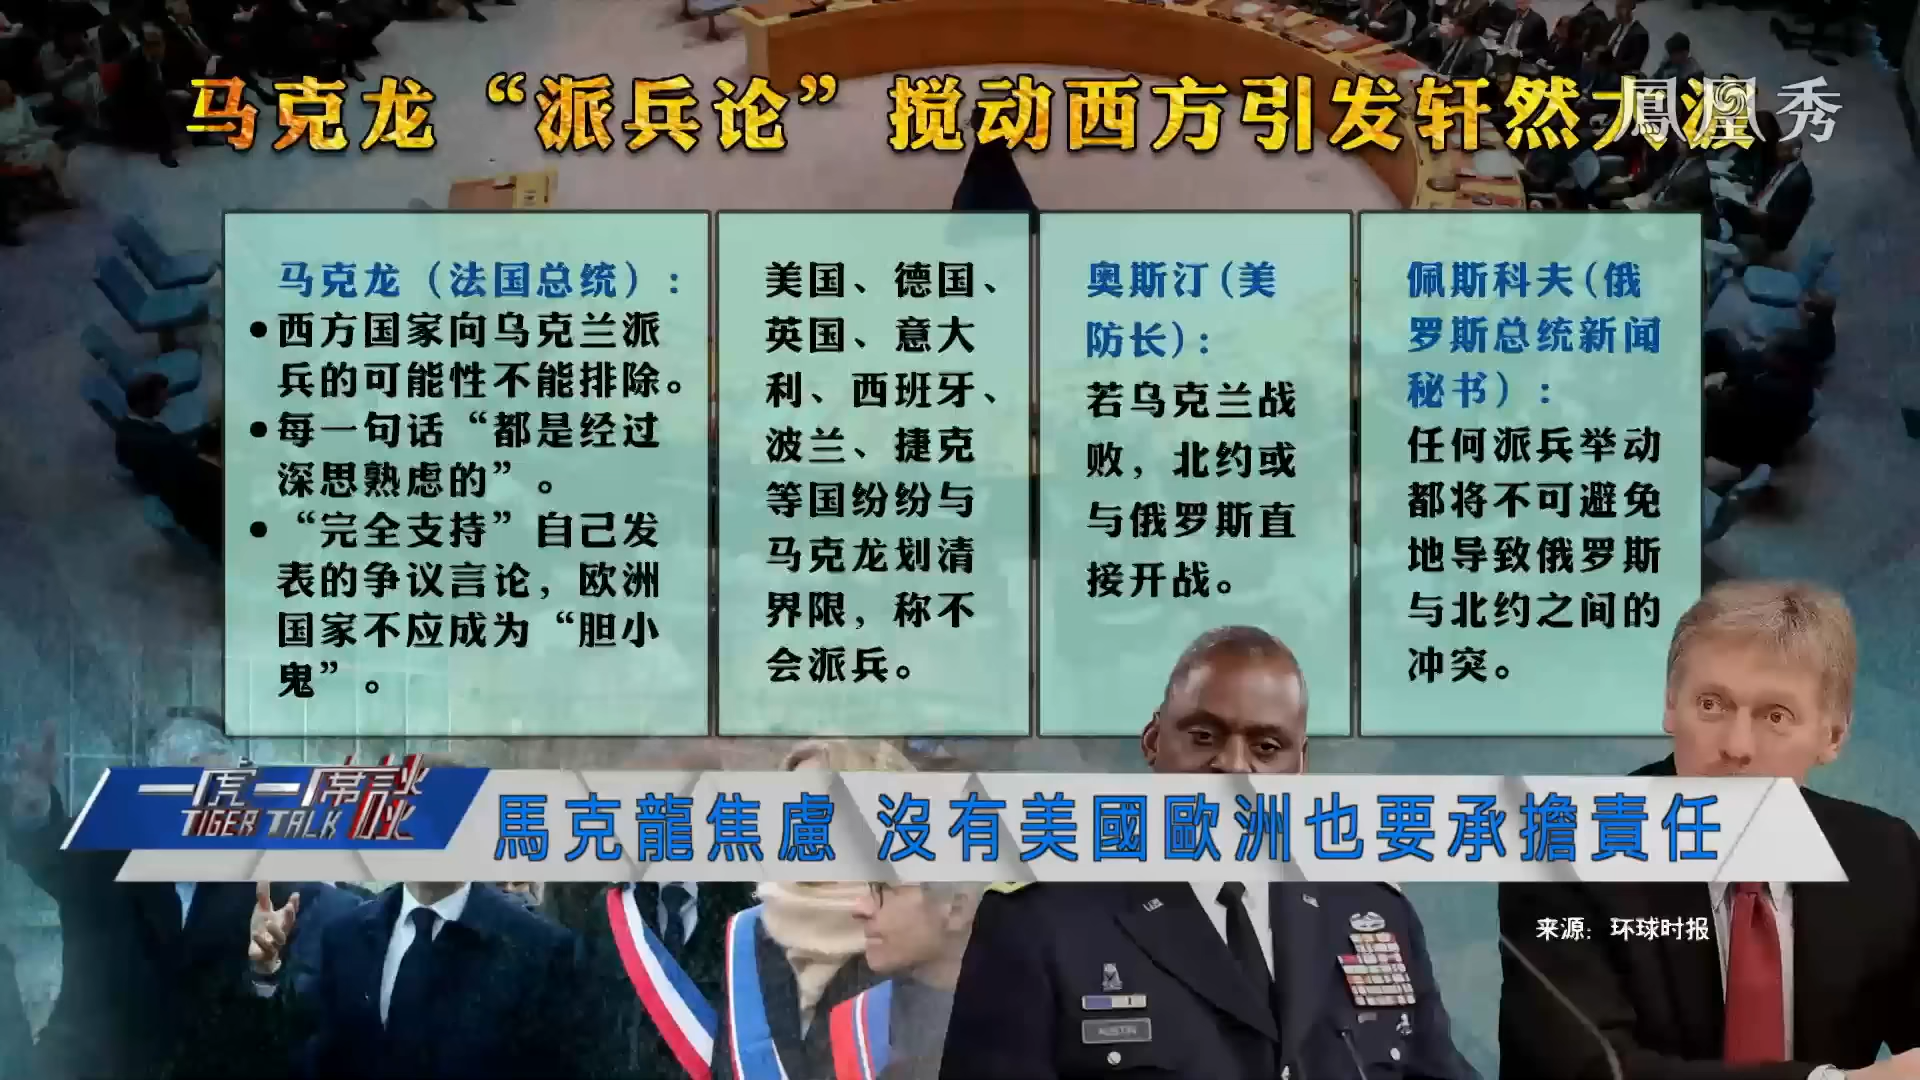 马克龙“派兵论”搅动西方引发轩然大波
鳳凰秀
马克龙（法国总统）：
•西方国家向乌克兰派
兵的可能性不能排除。
•每一句话“都是经过
深思熟虑的”。
•“完全支持”自己发
表的争议言论，欧洲
国家不应成为“胆小
鬼”。
美国、德国、
英国、意大
利、西班牙、
波兰、捷克
等国纷纷与
马克龙划清
界限，称不
会派兵。
奥斯汀（美
防长）：
若乌克兰战
败，北约或
与俄罗斯直
接开战。
佩斯科夫（俄
罗斯总统新闻
秘书）：
任何派兵举动
都将不可避免
地导致俄罗斯
与北约之间的
冲突。
一虎一席談
TIGER TALK
馬克龍焦慮 沒有美國歐洲也要承擔責任
来源：环球时报
AUSTIN